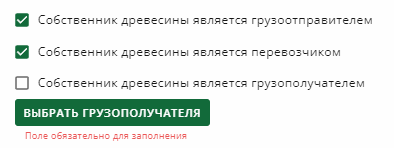 Собственник древесины является грузоотправителем
Собственник древесины является перевозчиком
Собственник древесины является грузополучателем
ВЫБРАТЬ ГРУЗОПОЛУЧАТЕЛЯ
Поле обязательно для заполнения